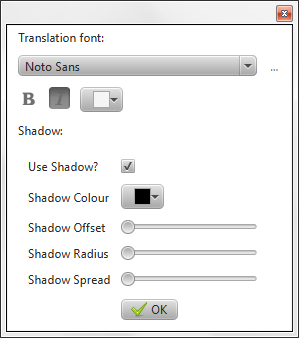 Translation font:
Noto Sans
...
B I
Shadow:
Use Shadow?
Shadow Colour
Shadow Offset
Shadow Radius
Shadow Spread
OK